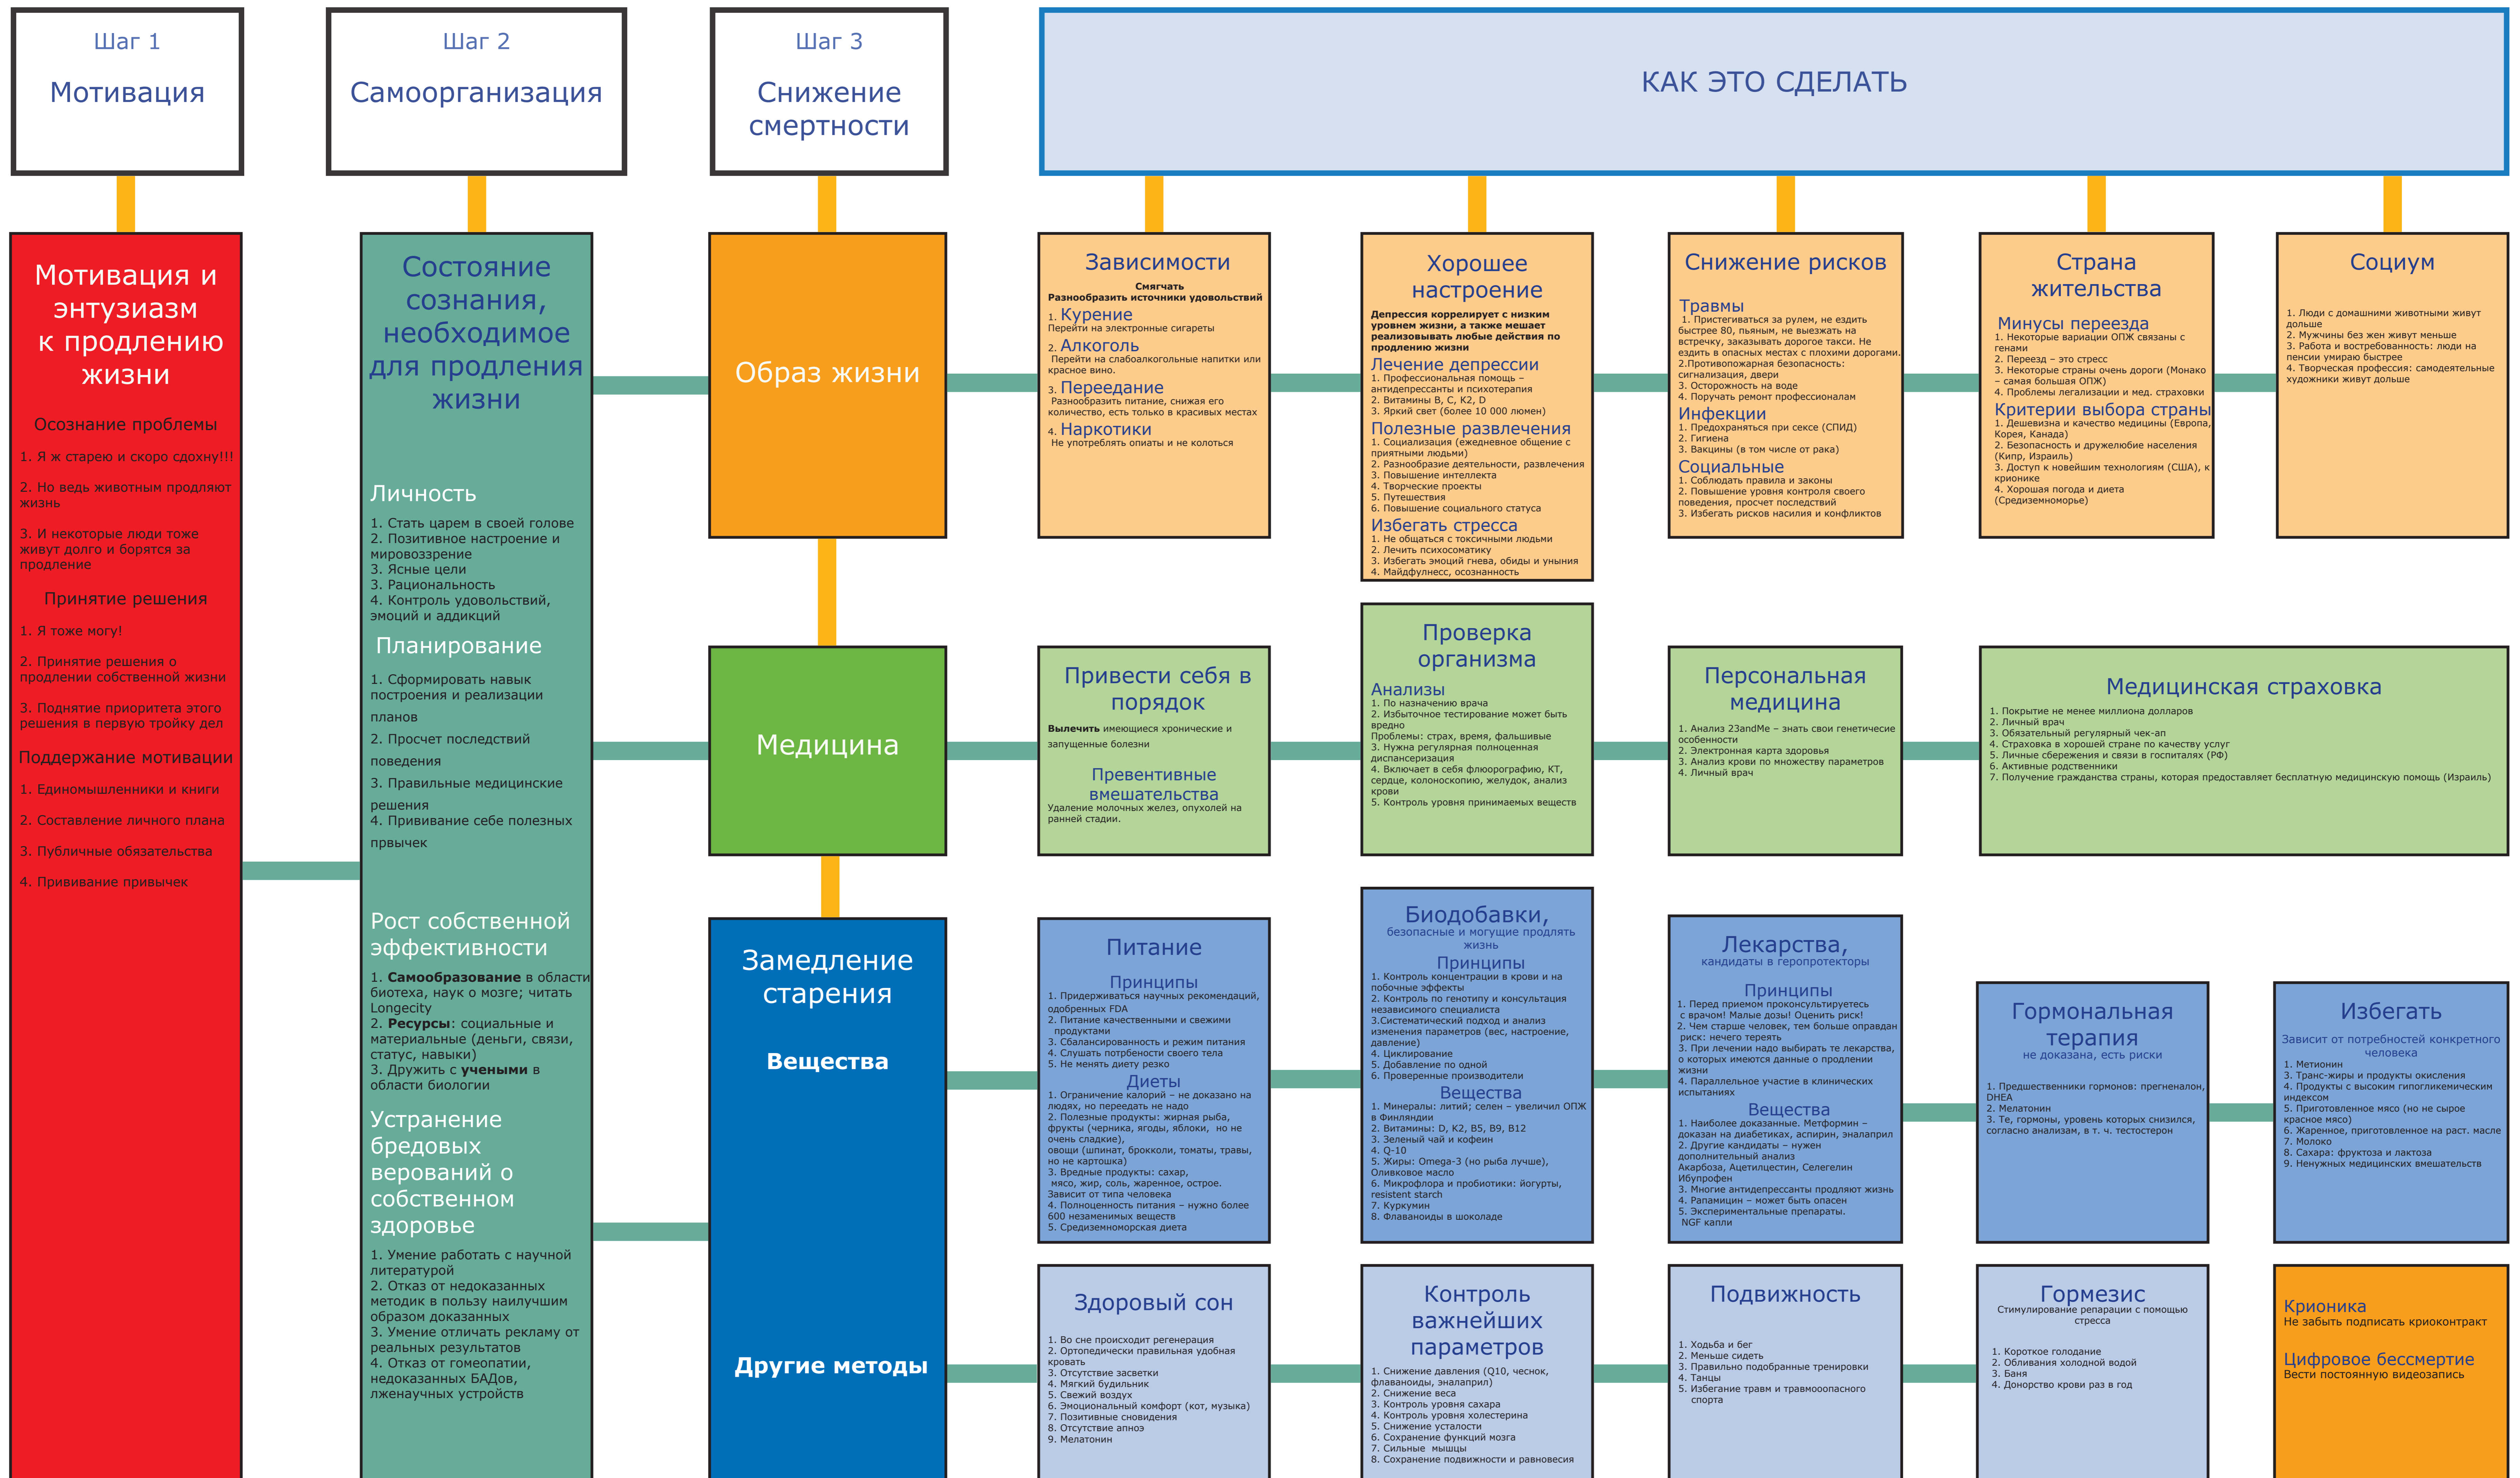 Шаг 1
Мотивация
Шаг 2
Самоорганизация
Шаг 3
Снижение
смертности
КАК ЭТО СДЕЛАТЬ
Мотивация и
энтузиазм
к продлению
жизни
Осознание проблемы
1. Я ж старею и скоро сдохну!!!
2. Но ведь животным продляют
жизнь
3. И некоторые люди тоже
живут долго и борятся за
продление
Принятие решения
1. Я тоже могу!
2. Принятие решения о
продлении собственной жизни
3. Поднятие приоритета этого
решения в первую тройку дел
Поддержание мотивации
1. Единомышленники и книги
2. Составление личного плана
3. Публичные обязательства
4. Прививание привычек
Состояние
сознания,
необходимое
для продления
жизни
Личность
1. Стать царем в своей голове
2. Позитивное настроение и
мировоззрение
3. Ясные цели
3. Рациональность
4. Контроль удовольствий,
эмоций и аддикций
Планирование
1. Сформировать навык
построения и реализации
планов
2. Просчет последствий
поведения
3. Правильные медицинские
решения
4. Прививание себе полезных
првычек
Рост собственной
эффективности
1. Самообразование в области
биотеха, наук о мозге; читать
Longecity
2. Ресурсы: социальные и
материальные (деньги, связи,
статус, навыки)
3. Дружить с учеными в
области биологии
Устранение
бредовых
верований о
собственном
здоровье
1. Умение работать с научной
литературой
2. Отказ от недоказанных
методик в пользу наилучшим
образом доказанных
3. Умение отличать рекламу от
реальных результатов
4. Отказ от гомеопатии,
недоказанных БАДов,
лженаучных устройств
Образ жизни
Зависимости
Смягчать
Разнообразить источники удовольствий
1. Курение
Перейти на электронные сигареты
2. Алкоголь
Перейти на слабоалкогольные напитки или
красное вино.
3. Переедание
Разнообразить питание, снижая его
количество, есть только в красивых местах
4. Наркотики
Не употреблять опиаты и не колоться
Хорошее
настроение
Депрессия коррелирует с низким
уровнем жизни, а также мешает
реализовывать любые действия по
продлению жизни
Лечение депрессии
1. Профессиональная помощь –
антидепрессанты и психотерапия
2. Витамины B, C, K2, D
3. Яркий свет (более 10 000 люмен)
Полезные развлечения
1. Социализация (ежедневное общение с
приятными людьми)
2. Разнообразие деятельности, развлечения
3. Повышение интеллекта
4. Творческие проекты
5. Путешествия
6. Повышение социального статуса
Избегать стресса
1. Не общаться с токсичными людьми
2. Лечить психосоматику
3. Избегать эмоций гнева, обиды и уныния
4. Майдфулнесс, осознанность
Снижение рисков
Травмы
1. Пристегиваться за рулем, не ездить
быстрее 80, пьяным, не выезжать на
встречку, заказывать дорогое такси. Не
ездить в опасных местах с плохими дорогами.
2.Противопожарная безопасность:
сигнализация, двери
3. Осторожность на воде
4. Поручать ремонт профессионалам
Инфекции
1. Предохраняться при сексе (СПИД)
2. Гигиена
3. Вакцины (в том числе от рака)
Социальные
1. Соблюдать правила и законы
2. Повышение уровня контроля своего
поведения, просчет последствий
3. Избегать рисков насилия и конфликтов
Страна
жительства
Минусы переезда
1. Некоторые вариации ОПЖ связаны с
генами
2. Переезд – это стресс
3. Некоторые страны очень дороги (Монако
– самая большая ОПЖ)
4. Проблемы легализации и мед. страховки
Критерии выбора страны
1. Дешевизна и качество медицины (Европа,
Корея, Канада)
2. Безопасность и дружелюбие населения
(Кипр, Израиль)
3. Доступ к новейшим технологиям (США), к
крионике
4. Хорошая погода и диета
(Средиземноморье)
Социум
1. Люди с домашними животными живут
дольше
2. Мужчины без жен живут меньше
3. Работа и востребованность: люди на
пенсии умираю быстрее
4. Творческая профессия: самодеятельные
художники живут дольше
Медицина
Привести себя в
порядок
Вылечить имеющиеся хронические и
запущенные болезни
Превентивные
вмешательства
Удаление молочных желез, опухолей на
ранней стадии.
Проверка
организма
Анализы
1. По назначению врача
2. Избыточное тестирование может быть
вредно
Проблемы: страх, время, фальшивые
3. Нужна регулярная полноценная
диспансеризация
4. Включает в себя флюорографию, КТ,
сердце, колоноскопию, желудок, анализ
крови
5. Контроль уровня принимаемых веществ
Персональная
медицина
1. Анализ 23andMe – знать свои генетичесие
особенности
2. Электронная карта здоровья
3. Анализ крови по множеству параметров
4. Личный врач
Медицинская страховка
1. Покрытие не менее миллиона долларов
2. Личный врач
3. Обязательный регулярный чек-ап
4. Страховка в хорошей стране по качеству услуг
5. Личные сбережения и связи в госпиталях (РФ)
6. Активные родственники
7. Получение гражданства страны, которая предоставляет бесплатную медицинскую помощь (Израиль)
Замедление
старения
Вещества
Другие методы
Питание
Принципы
1. Придерживаться научных рекомендаций,
одобренных FDA
2. Питание качественными и свежими
продуктами
3. Сбалансированность и режим питания
4. Слушать потрбености своего тела
5. Не менять диету резко
Диеты
1. Ограничение калорий – не доказано на
людях, но переедать не надо
2. Полезные продукты: жирная рыба,
фрукты (черника, ягоды, яблоки, но не
очень сладкие),
овощи (шпинат, брокколи, томаты, травы,
но не картошка)
3. Вредные продукты: сахар,
мясо, жир, соль, жаренное, острое.
Зависит от типа человека
4. Полноценность питания – нужно более
600 незаменимых веществ
5. Средиземноморская диета
Биодобавки,
безопасные и могущие продлять
жизнь
Принципы
1. Контроль концентрации в крови и на
побочные эффекты
2. Контроль по генотипу и консультация
независимого специалиста
3.Систематический подход и анализ
изменения параметров (вес, настроение,
давление)
4. Циклирование
5. Добавление по одной
6. Проверенные производители
Вещества
1. Минералы: литий; селен – увеличил ОПЖ
в Финляндии
2. Витамины: D, K2, B5, B9, B12
3. Зеленый чай и кофеин
4. Q-10
5. Жиры: Omega-3 (но рыба лучше),
Оливковое масло
6. Микрофлора и пробиотики: йогурты,
resistent starch
7. Куркумин
8. Флаваноиды в шоколаде
Лекарства,
кандидаты в геропротекторы
Принципы
1. Перед приемом проконсультируетесь
с врачом! Малые дозы! Оценить риск!
2. Чем старше человек, тем больше оправдан
риск: нечего тереять
3. При лечении надо выбирать те лекарства,
о которых имеются данные о продлении
жизни
4. Параллельное участие в клинических
испытаниях
Вещества
1. Наиболее доказанные. Метформин –
доказан на диабетиках, аспирин, эналаприл
2. Другие кандидаты – нужен
дополнительный анализ
Акарбоза, Ацетилцестин, Селегелин
Ибупрофен
3. Многие антидепрессанты продляют жизнь
4. Рапамицин – может быть опасен
5. Экспериментальные препараты.
NGF капли
Гормональная
терапия
не доказана, есть риски
1. Предшественники гормонов: прегненалон,
DHEA
2. Мелатонин
3. Те, гормоны, уровень которых снизился,
согласно анализам, в т. ч. тестостерон
Избегать
Зависит от потребностей конкретного
человека
1. Метионин
3. Транс-жиры и продукты окисления
4. Продукты с высоким гипогликемическим
индексом
5. Приготовленное мясо (но не сырое
красное мясо)
6. Жаренное, приготовленное на раст. масле
7. Молоко
8. Сахара: фруктоза и лактоза
9. Ненужных медицинских вмешательств
Здоровый сон
1. Во сне происходит регенерация
2. Ортопедически правильная удобная
кровать
3. Отсутствие засветки
4. Мягкий будильник
5. Свежий воздух
6. Эмоциональный комфорт (кот, музыка)
7. Позитивные сновидения
8. Отсутствие апноэ
9. Мелатонин
Контроль
важнейших
параметров
1. Снижение давления (Q10, чеснок,
флаваноиды, эналаприл)
2. Снижение веса
3. Контроль уровня сахара
4. Контроль уровня холестерина
5. Снижение усталости
6. Сохранение функций мозга
7. Сильные мышцы
8. Сохранение подвижности и равновесия
Подвижность
1. Ходьба и бег
2. Меньше сидеть
3. Правильно подобранные тренировки
4. Танцы
5. Избегание травм и травмооопасного
спорта
Гормезис
Стимулирование репарации с помощью
стресса
1. Короткое голодание
2. Обливания холодной водой
3. Баня
4. Донорство крови раз в год
Крионика
Не забыть подписать криоконтракт
Цифровое бессмертие
Вести постоянную видеозапись